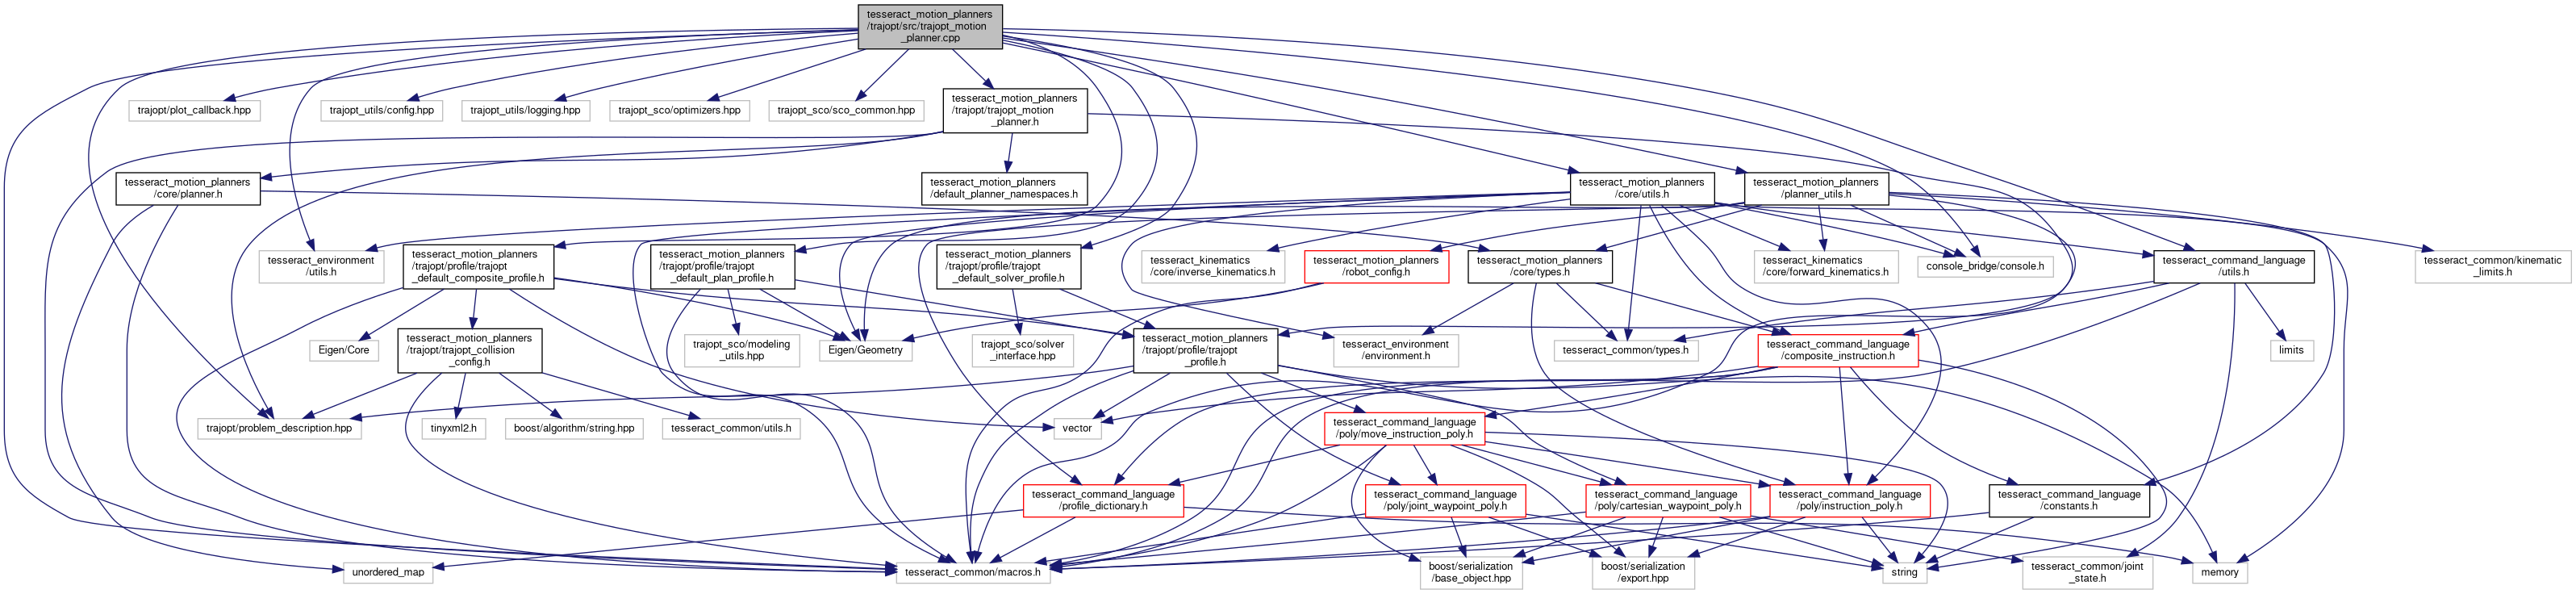 tesseract_motion_planners
/trajopt/src/trajopt_motion
_planner.cpp
trajopt/plot_callback.hpp
trajopt_utils/config.hpp
trajopt_utils/logging.hpp
trajopt_sco/optimizers.hpp
trajopt_sco/sco_common.hpp
tesseract_motion_planners
/trajopt/trajopt_motion
_planner.h
tesseract_motion_planners
/core/planner.h
tesseract_motion_planners
/default_planner_namespaces.h
tesseract_motion_planners
/core/utils.h
tesseract_motion_planners
/planner_utils.h
tesseract_environment
/utils.h
tesseract_motion_planners
/trajopt/profile/trajopt
_default_composite_profile.h
tesseract_motion_planners
/trajopt/profile/trajopt
_default_plan_profile.h
tesseract_motion_planners
/trajopt/profile/trajopt
_default_solver_profile.h
tesseract_kinematics
/core/inverse_kinematics.h
tesseract_motion_planners
/robot_config.h
tesseract_motion_planners
/core/types.h
tesseract_kinematics
/core/forward_kinematics.h
console_bridge/console.h
tesseract_command_language
/utils.h
tesseract_common/kinematic
_limits.h
Eigen/Core
tesseract_motion_planners
/trajopt/trajopt_collision
_config.h
trajopt_sco/modeling
_utils.hpp
Eigen/Geometry
trajopt_sco/solver
_interface.hpp
tesseract_motion_planners
/trajopt/profile/trajopt
_profile.h
tesseract_environment
/environment.h
tesseract_common/types.h
tesseract_command_language
/composite_instruction.h
limits
trajopt/problem_description.hpp
tinyxml2.h
boost/algorithm/string.hpp
tesseract_common/utils.h
vector
tesseract_command_language
/poly/move_instruction_poly.h
tesseract_command_language
/profile_dictionary.h
tesseract_command_language
/poly/joint_waypoint_poly.h
tesseract_command_language
/poly/cartesian_waypoint_poly.h
tesseract_command_language
/poly/instruction_poly.h
tesseract_command_language
/constants.h
unordered_map
tesseract_common/macros.h
boost/serialization
/base_object.hpp
boost/serialization
/export.hpp
string
tesseract_common/joint
_state.h
memory